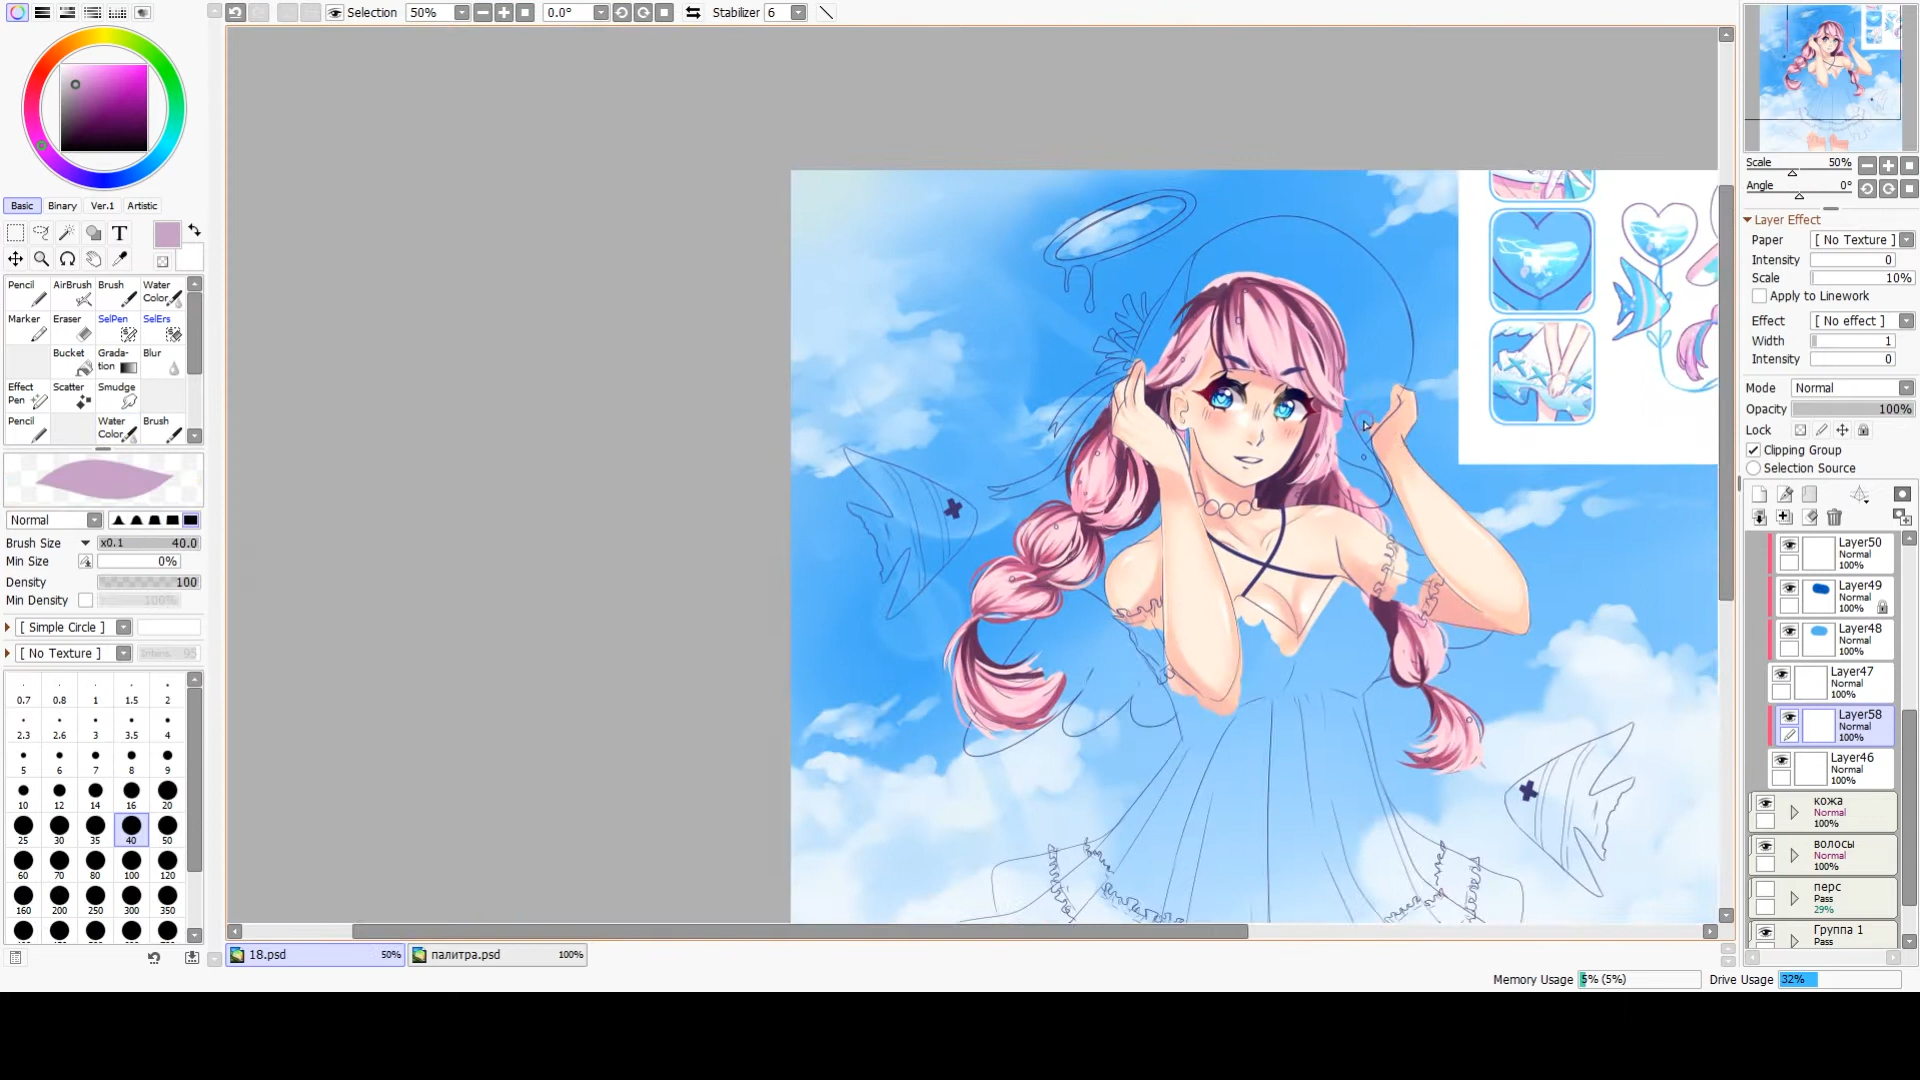 Selection 50% 0.0° Stabilizer 6
Basic Binary Ver.1 Artistic
T
Pencil AirBrush Brush Water Color
Marker Eraser SelPen SelErs
Bucket Grada-tion Blur
Effect Pen Scatter Smudge
Pencil Water Color Brush
Normal
Brush Size x0.1 40.0
Min Size 0%
Density 100
Min Density 100%
[ Simple Circle ]
[ No Texture ] Intens. 95
0.7 0.8 1 1.5 2
2.3 2.6 3 3.5 4
5 6 7 8 9
10 12 14 16 20
25 30 35 40 50
60 70 80 100 120
160 200 250 300 350
18.psd 50% палитра.psd 100%
Scale 50%
Angle 0°
Layer Effect
Paper [ No Texture ]
Intensity 0
Scale 10%
Apply to Linework
Effect [ No effect ]
Width 1
Intensity 0
Mode Normal
Opacity 100%
Lock
Clipping Group
Selection Source
Layer50
Normal
100%
Layer49
Normal
100%
Layer48
Normal
100%
Layer47
Normal
100%
Layer58
Normal
100%
Layer46
Normal
100%
кожа
Normal
100%
волосы
Normal
100%
перс
Pass
29%
Группа 1
Pass
Memory Usage 5% (5%) Drive Usage 32%